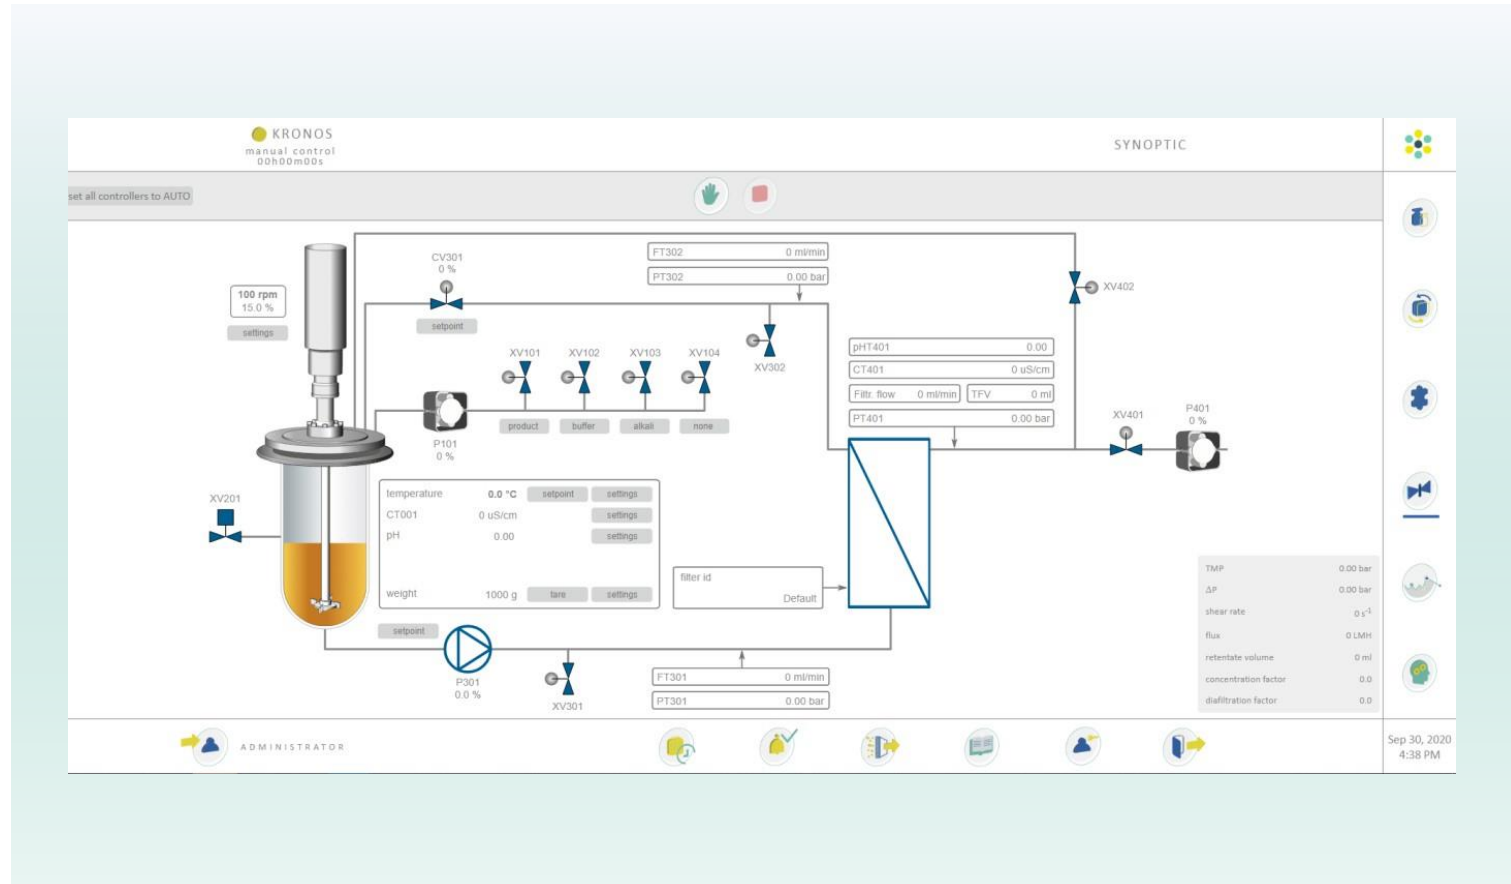 KRONOS
manual control
00h00m00s
SYNOPTIC
set all controllers to AUTO
100 rpm
15.0 %
settings
CV301
0 %
setpoint
FT302 0 ml/min
PT302 0.00 bar
XV402
XV302
XV101 XV102 XV103 XV104
product buffer alkali none
P101
0 %
pHT401 0.00
CT401 0 uS/cm
Filtr. flow 0 ml/min TFV 0 ml
PT401 0.00 bar
XV401
P401
0 %
XV201
temperature 0.0 °C setpoint settings
CT001 0 uS/cm settings
pH 0.00 settings
weight 1000 g tare settings
filter id
Default
setpoint
P301
0.0 %
XV301
FT301 0 ml/min
PT301 0.00 bar
TMP 0.00 bar
ΔP 0.00 bar
shear rate 0 s⁻¹
flux 0 LMH
retentate volume 0 ml
concentration factor 0.0
diafiltration factor 0.0
ADMINISTRATOR
Sep 30, 2020
4:38 PM